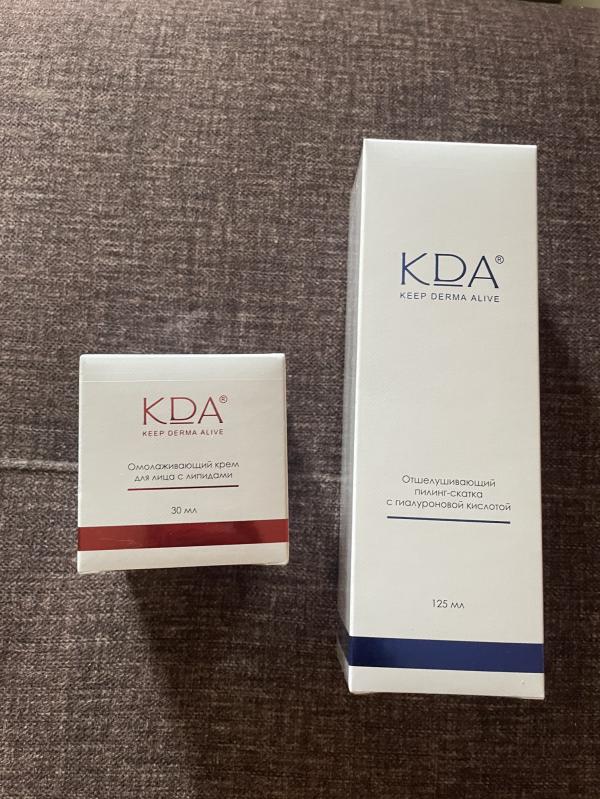 KDA®
KEEP DERMA ALIVE
Омолаживающий крем
для лица с липидами
30 мл
KDA®
KEEP DERMA ALIVE
Отшелушивающий
пилинг-скатка
с гиалуроновой кислотой
125 мл